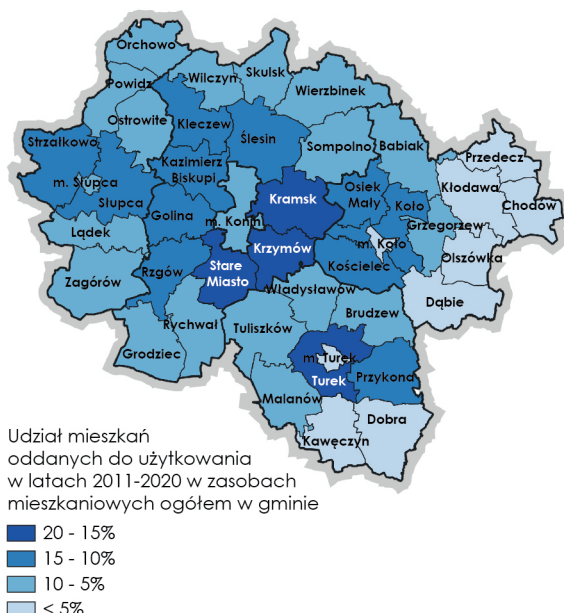 Orchowo
Skulsk
Wilczyn
Powidz
Wierzbinek
Ostrowite
Kleczew
Ślesin
Strzałkowo
Sompolno
Babiak
Przedecz
Kazimierz
Biskupi
m. Słupca
Kłodawa
Osiek
Mały
Koło
Słupca
Kramsk
Chodów
Golina
m. Konin
Grzegorzew
Lądek
m. Koło
Krzymów
Kościelec
Olszówka
Stare
Miasto
Rzgów
Zagórów
Władysławów
Dąbie
Brudzew
Rychwał
Tuliszków
Grodziec
m. Turek
Turek
Przykona
Malanów
Dobra
Kawęczyn
Udział mieszkań
oddanych do użytkowania
w latach 2011-2020 w zasobach
mieszkaniowych ogółem w gminie
20 - 15%
15 - 10%
10 - 5%
< 5%